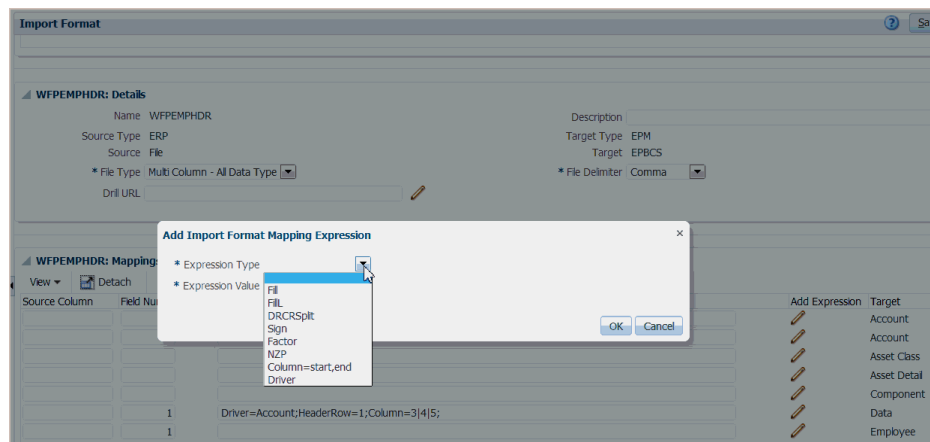 Import Format
Sa
WFPEMPHDR: Details
Name WFPEMPHDR
Description
Source Type ERP
Target Type EPM
Source File
Target EPBCS
* File Type Multi Column - All Data Type
* File Delimiter Comma
Drill URL
Add Import Format Mapping Expression
×
* Expression Type
* Expression Value
Fill
FillL
DRCRSplit
Sign
Factor
NZP
Column=start,end
Driver
OK Cancel
WFPEMPHDR: Mapping
View Detach
Source Column Field Nu Add Expression Target
Account
Account
Asset Class
Asset Detail
Component
1 Driver=Account;HeaderRow=1;Column=3|4|5; Data
1 Employee